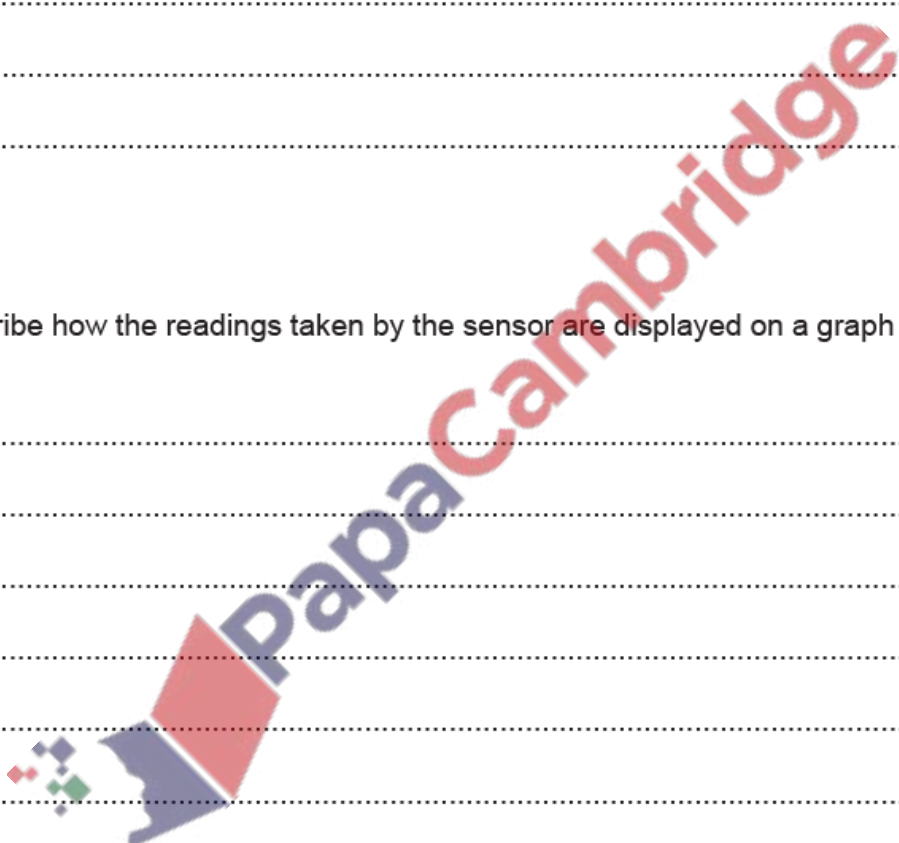 ribe how the readings taken by the sensor are displayed on a graph
PapaCambridge